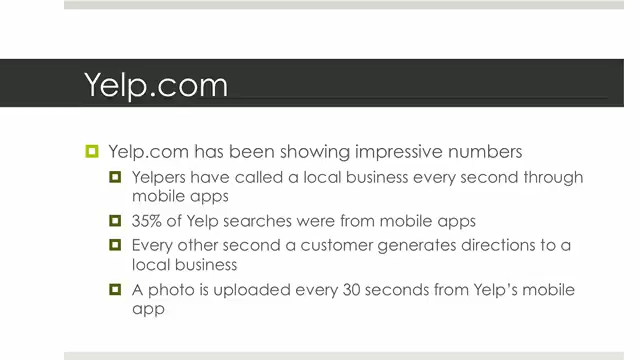 Yelp.com
Yelp.com has been showing impressive numbers
Yelpers have called a local business every second through
mobile apps
35% of Yelp searches were from mobile apps
Every other second a customer generates directions to a
local business
A photo is uploaded every 30 seconds from Yelp's mobile
app